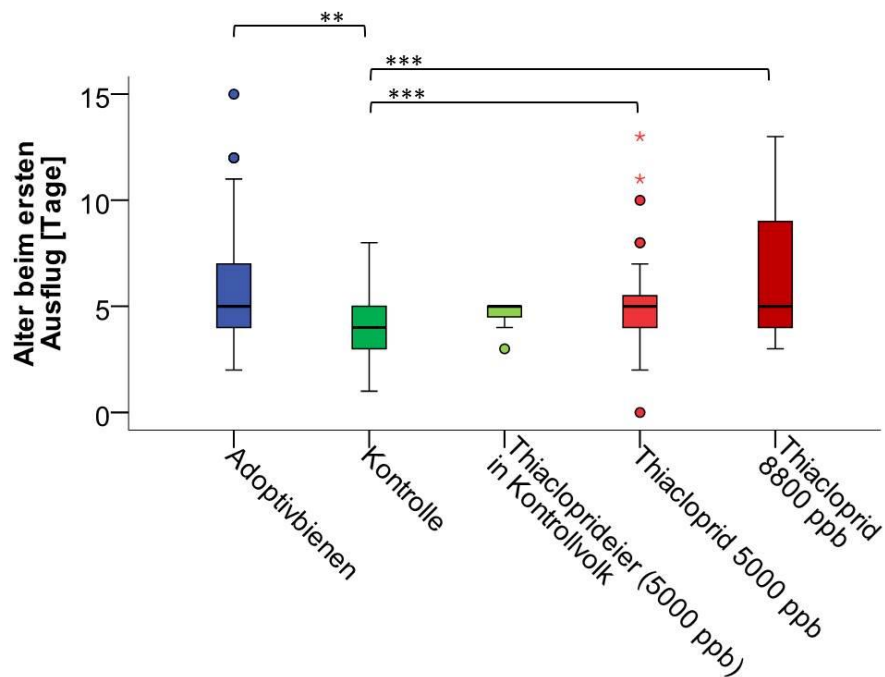 **
***
***
15
10
5
0
Alter beim ersten
Ausflug [Tage]
*
*
Adoptivbienen
Kontrolle
Thiacloprideier (5000 ppb)
in Kontrollvolk
Thiacloprid 5000 ppb
Thiacloprid
8800 ppb